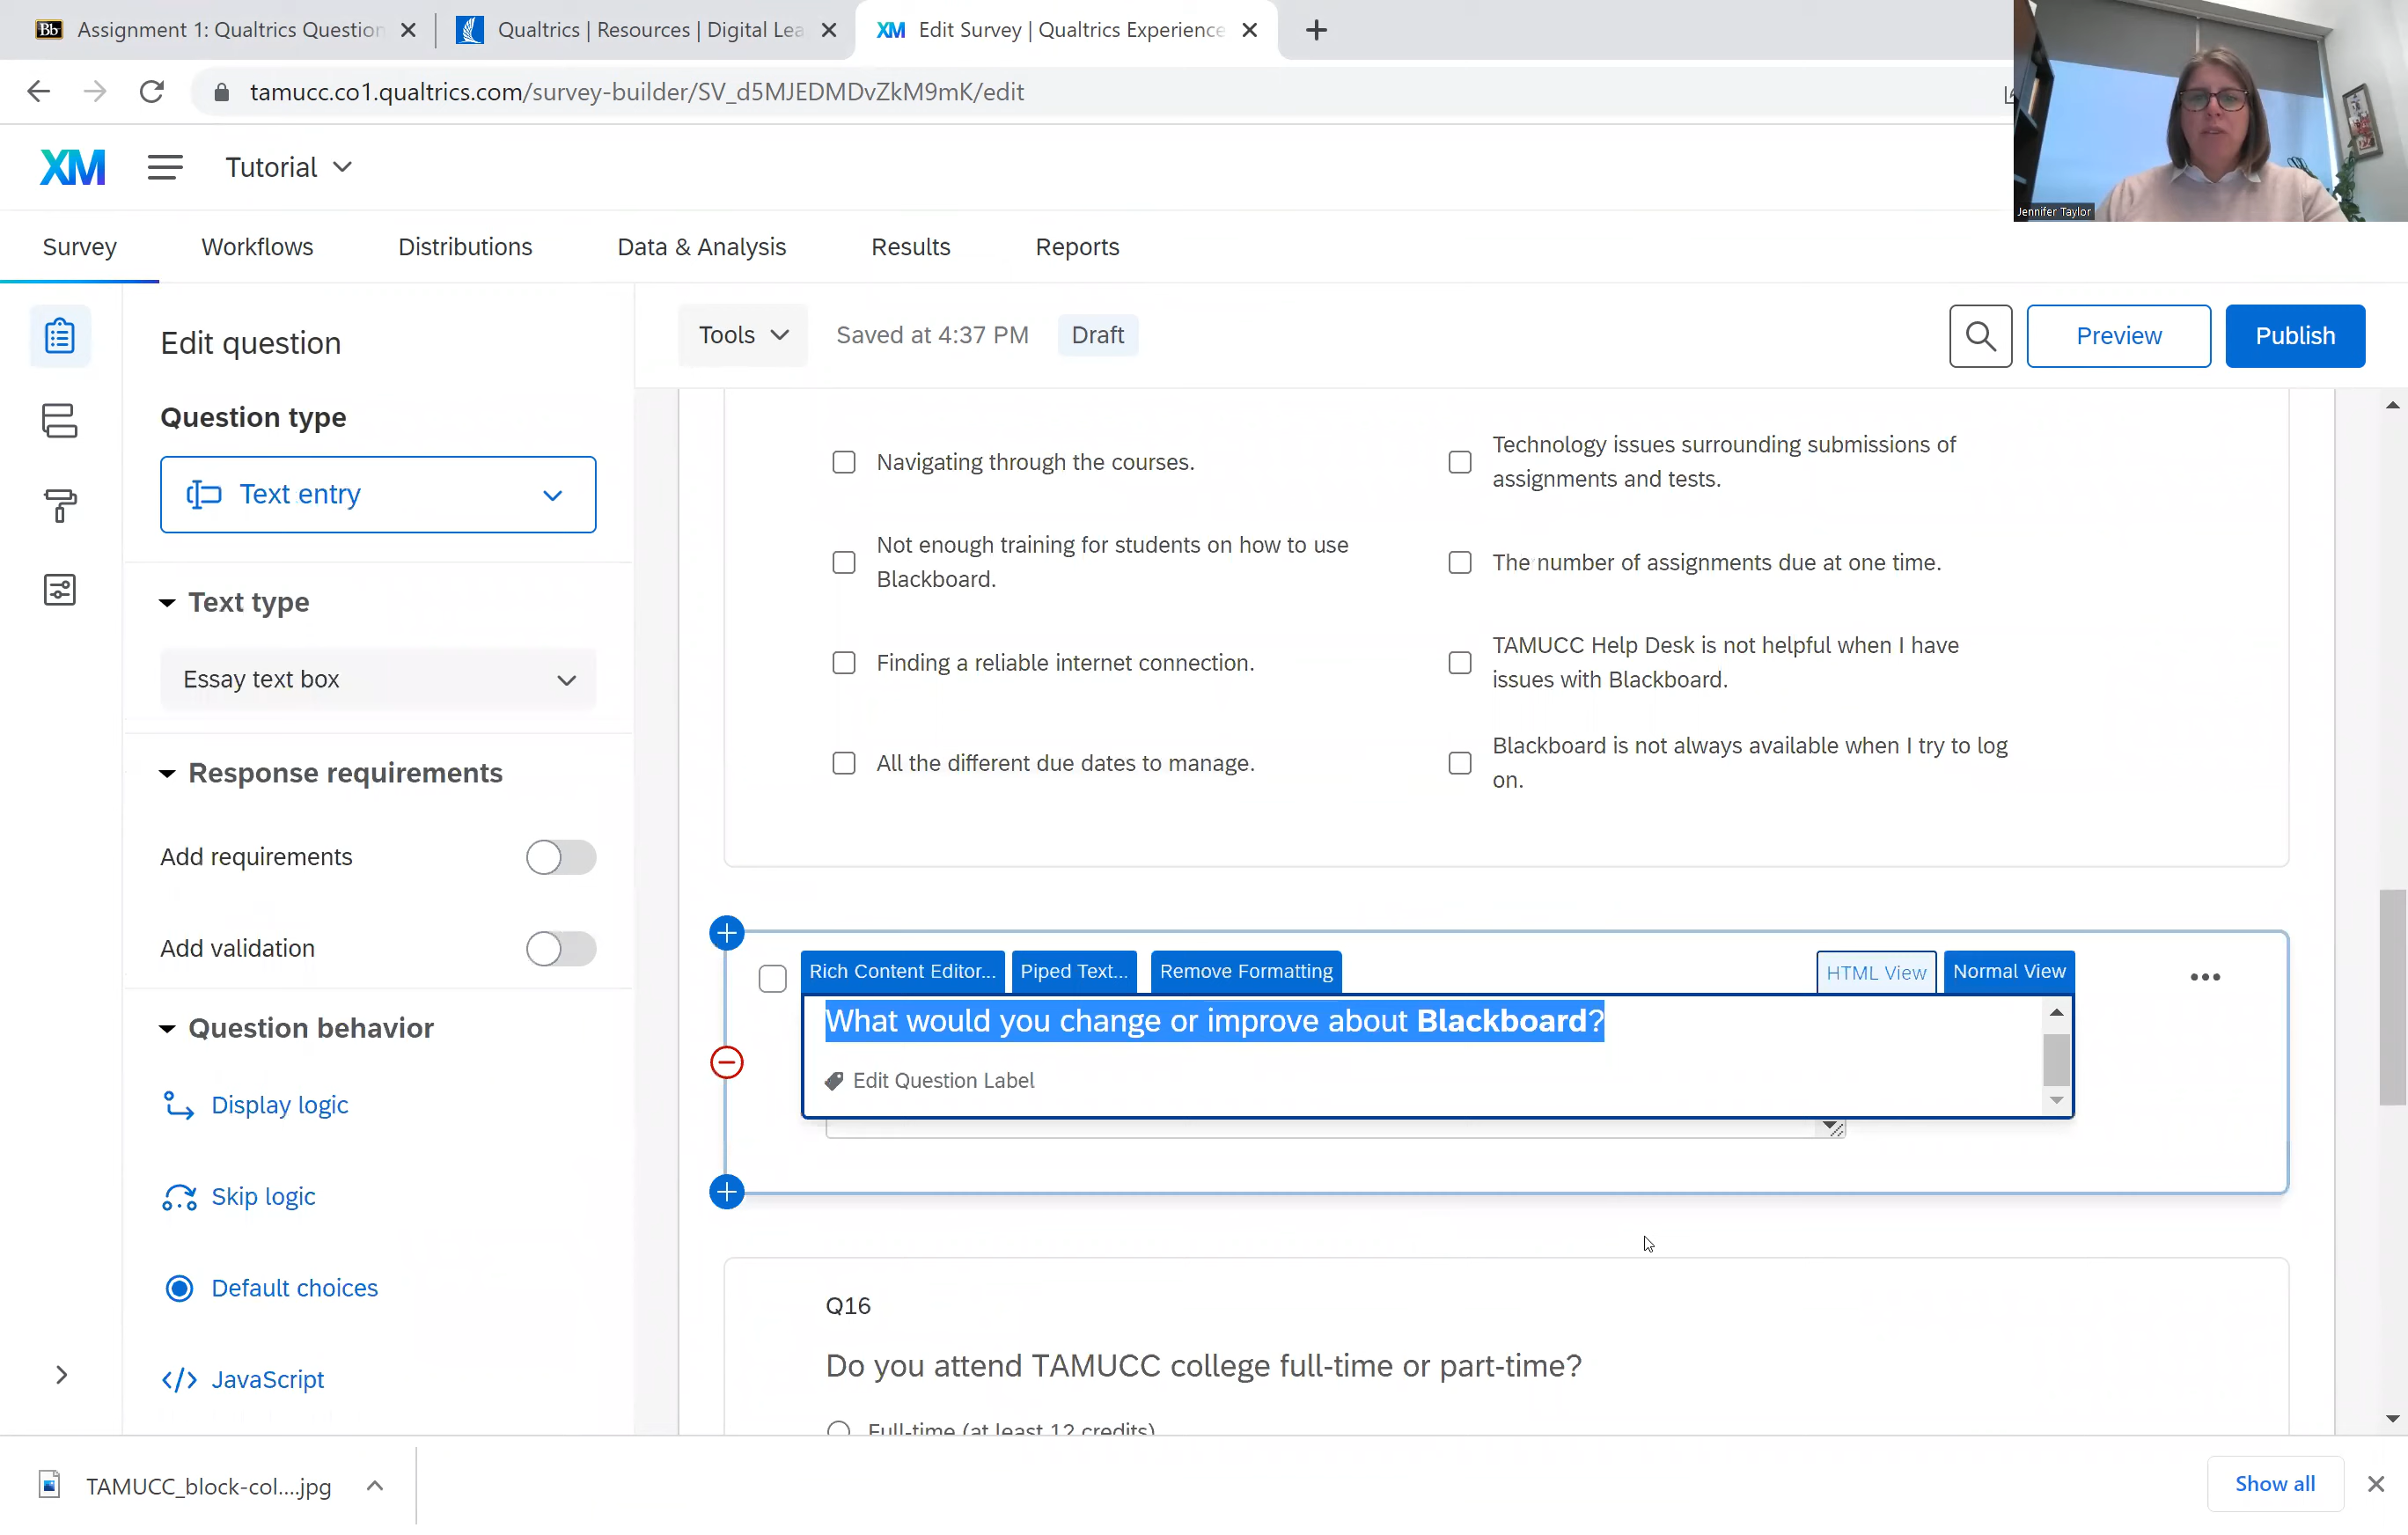 Bb Assignment 1: Qualtrics Question
Qualtrics | Resources | Digital Lea
XM Edit Survey | Qualtrics Experience
tamucc.co1.qualtrics.com/survey-builder/SV_d5MJEDMDvZkM9mK/edit
Jennifer Taylor
XM Tutorial
Survey Workflows Distributions Data & Analysis Results Reports
Edit question
Question type
Text entry
Text type
Essay text box
Response requirements
Add requirements
Add validation
Question behavior
Display logic
Skip logic
Default choices
JavaScript
Tools Saved at 4:37 PM Draft
Preview Publish
Navigating through the courses.
Technology issues surrounding submissions of
assignments and tests.
Not enough training for students on how to use
Blackboard.
The number of assignments due at one time.
Finding a reliable internet connection.
TAMUCC Help Desk is not helpful when I have
issues with Blackboard.
All the different due dates to manage.
Blackboard is not always available when I try to log
on.
Rich Content Editor... Piped Text... Remove Formatting HTML View Normal View
What would you change or improve about Blackboard?
Edit Question Label
Q16
Do you attend TAMUCC college full-time or part-time?
Full-time (at least 12 credits)
TAMUCC_block-col....jpg
Show all